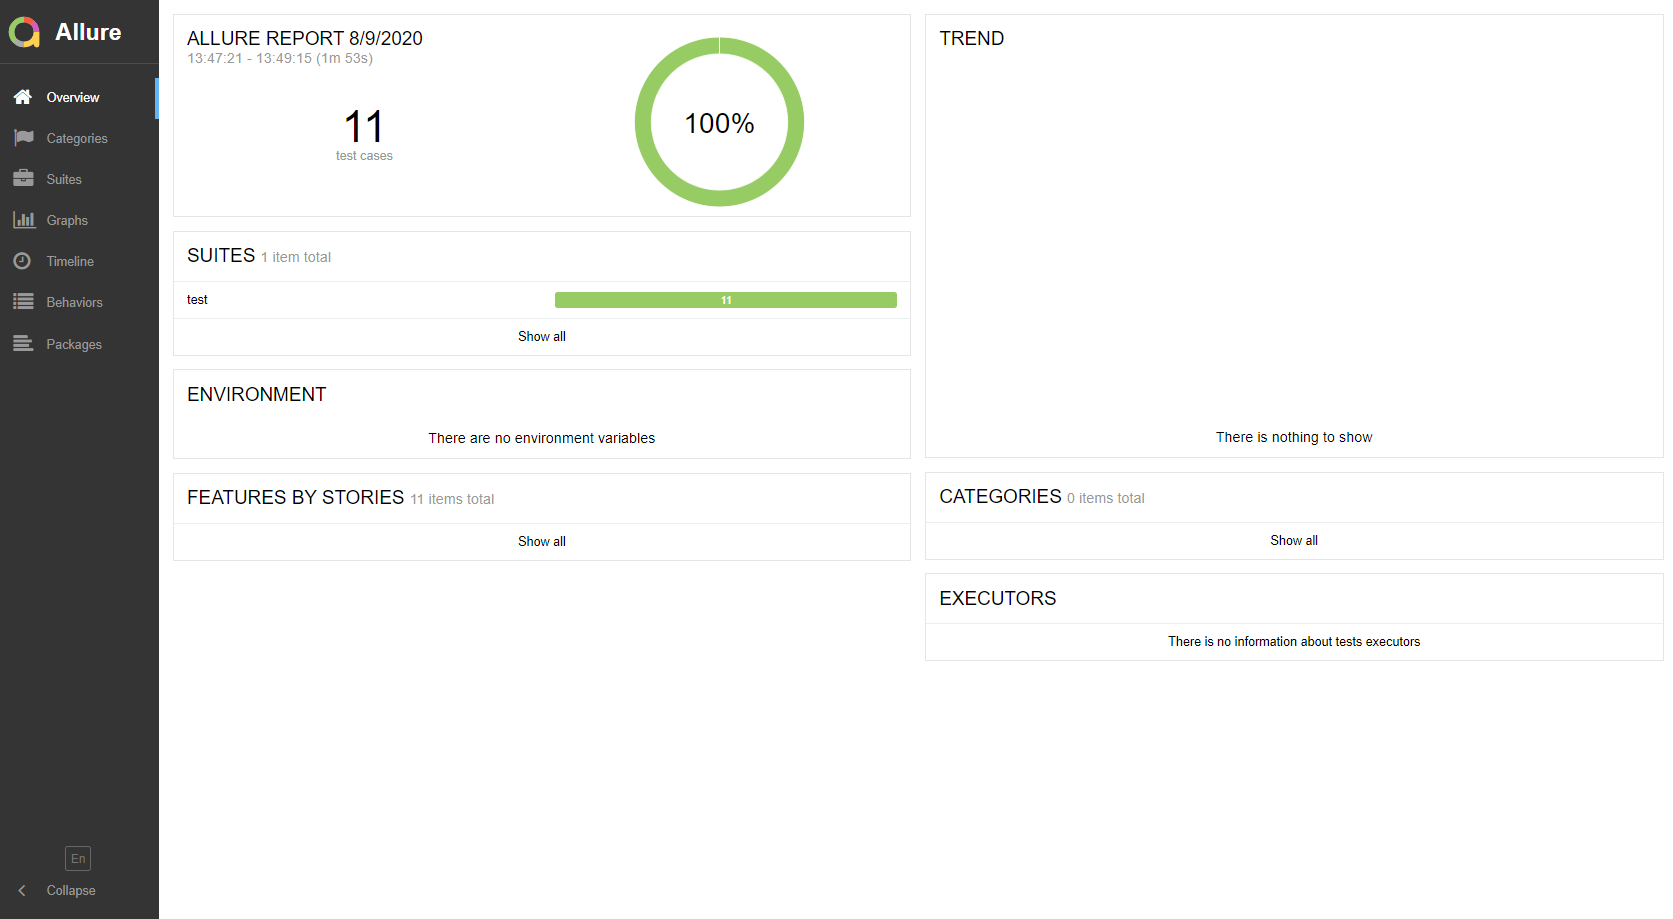 Allure
Overview
Categories
Suites
Graphs
Timeline
Behaviors
Packages
En
Collapse
ALLURE REPORT 8/9/2020
13:47:21 - 13:49:15 (1m 53s)
11
test cases
100%
SUITES 1 item total
test 11
Show all
ENVIRONMENT
There are no environment variables
FEATURES BY STORIES 11 items total
Show all
TREND
There is nothing to show
CATEGORIES 0 items total
Show all
EXECUTORS
There is no information about tests executors